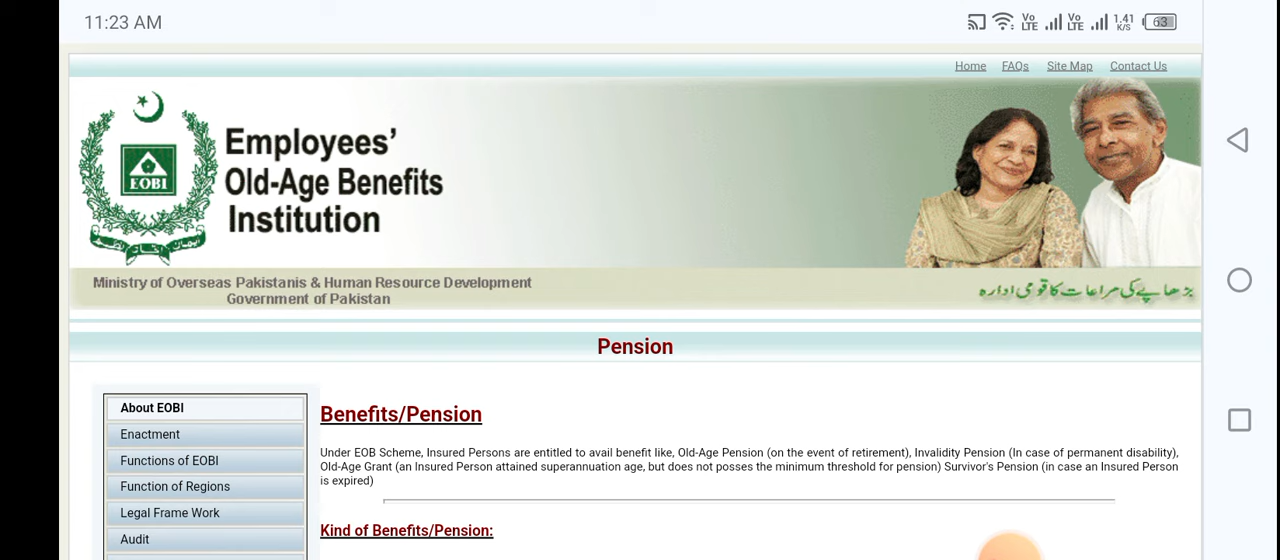 11:23 AM
Vo LTE Vo LTE 1.41 K/S 63
Home FAQs Site Map Contact Us
EOBI
Employees’
Old-Age Benefits
Institution
Ministry of Overseas Pakistanis & Human Resource Development
Government of Pakistan
بڑھاپے کی مراعات کا قومی ادارہ
Pension
About EOBI
Enactment
Functions of EOBI
Function of Regions
Legal Frame Work
Audit
Benefits/Pension
Under EOB Scheme, Insured Persons are entitled to avail benefit like, Old-Age Pension (on the event of retirement), Invalidity Pension (In case of permanent disability),
Old-Age Grant (an Insured Person attained superannuation age, but does not posses the minimum threshold for pension) Survivor's Pension (in case an Insured Person
is expired)
Kind of Benefits/Pension: